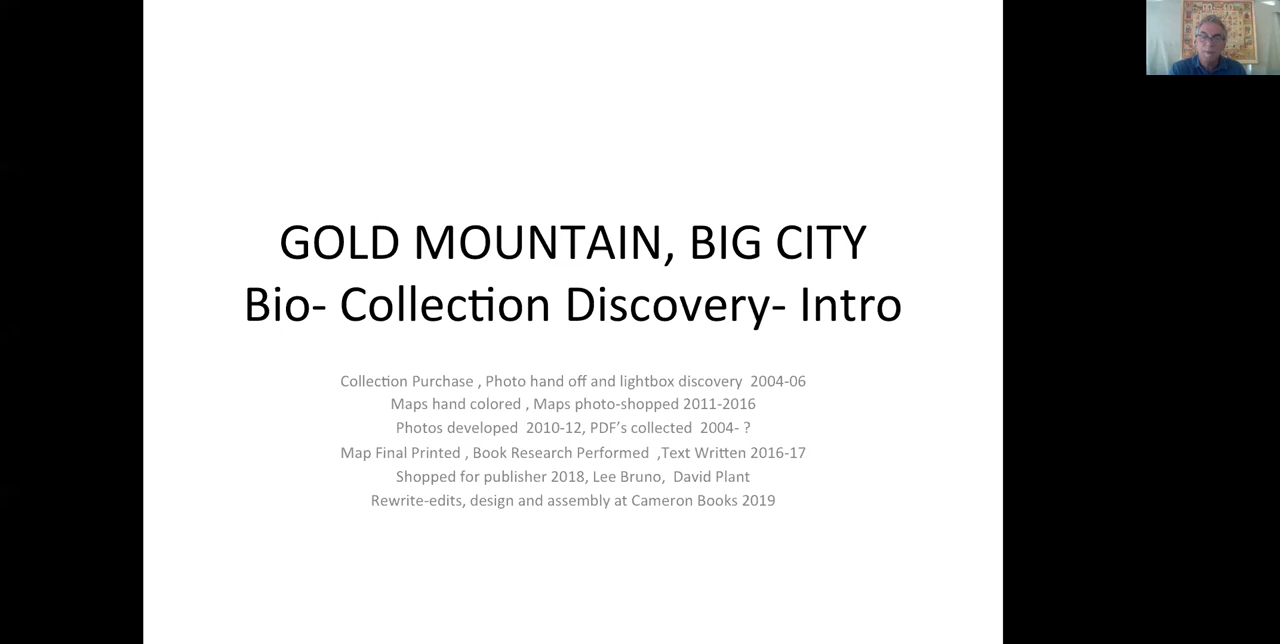 GOLD MOUNTAIN, BIG CITY
Bio- Collection Discovery- Intro
Collection Purchase , Photo hand off and lightbox discovery  2004-06
Maps hand colored , Maps photo-shopped 2011-2016
Photos developed  2010-12, PDF’s collected  2004- ?
Map Final Printed , Book Research Performed  ,Text Written 2016-17
Shopped for publisher 2018, Lee Bruno,  David Plant
Rewrite-edits, design and assembly at Cameron Books 2019